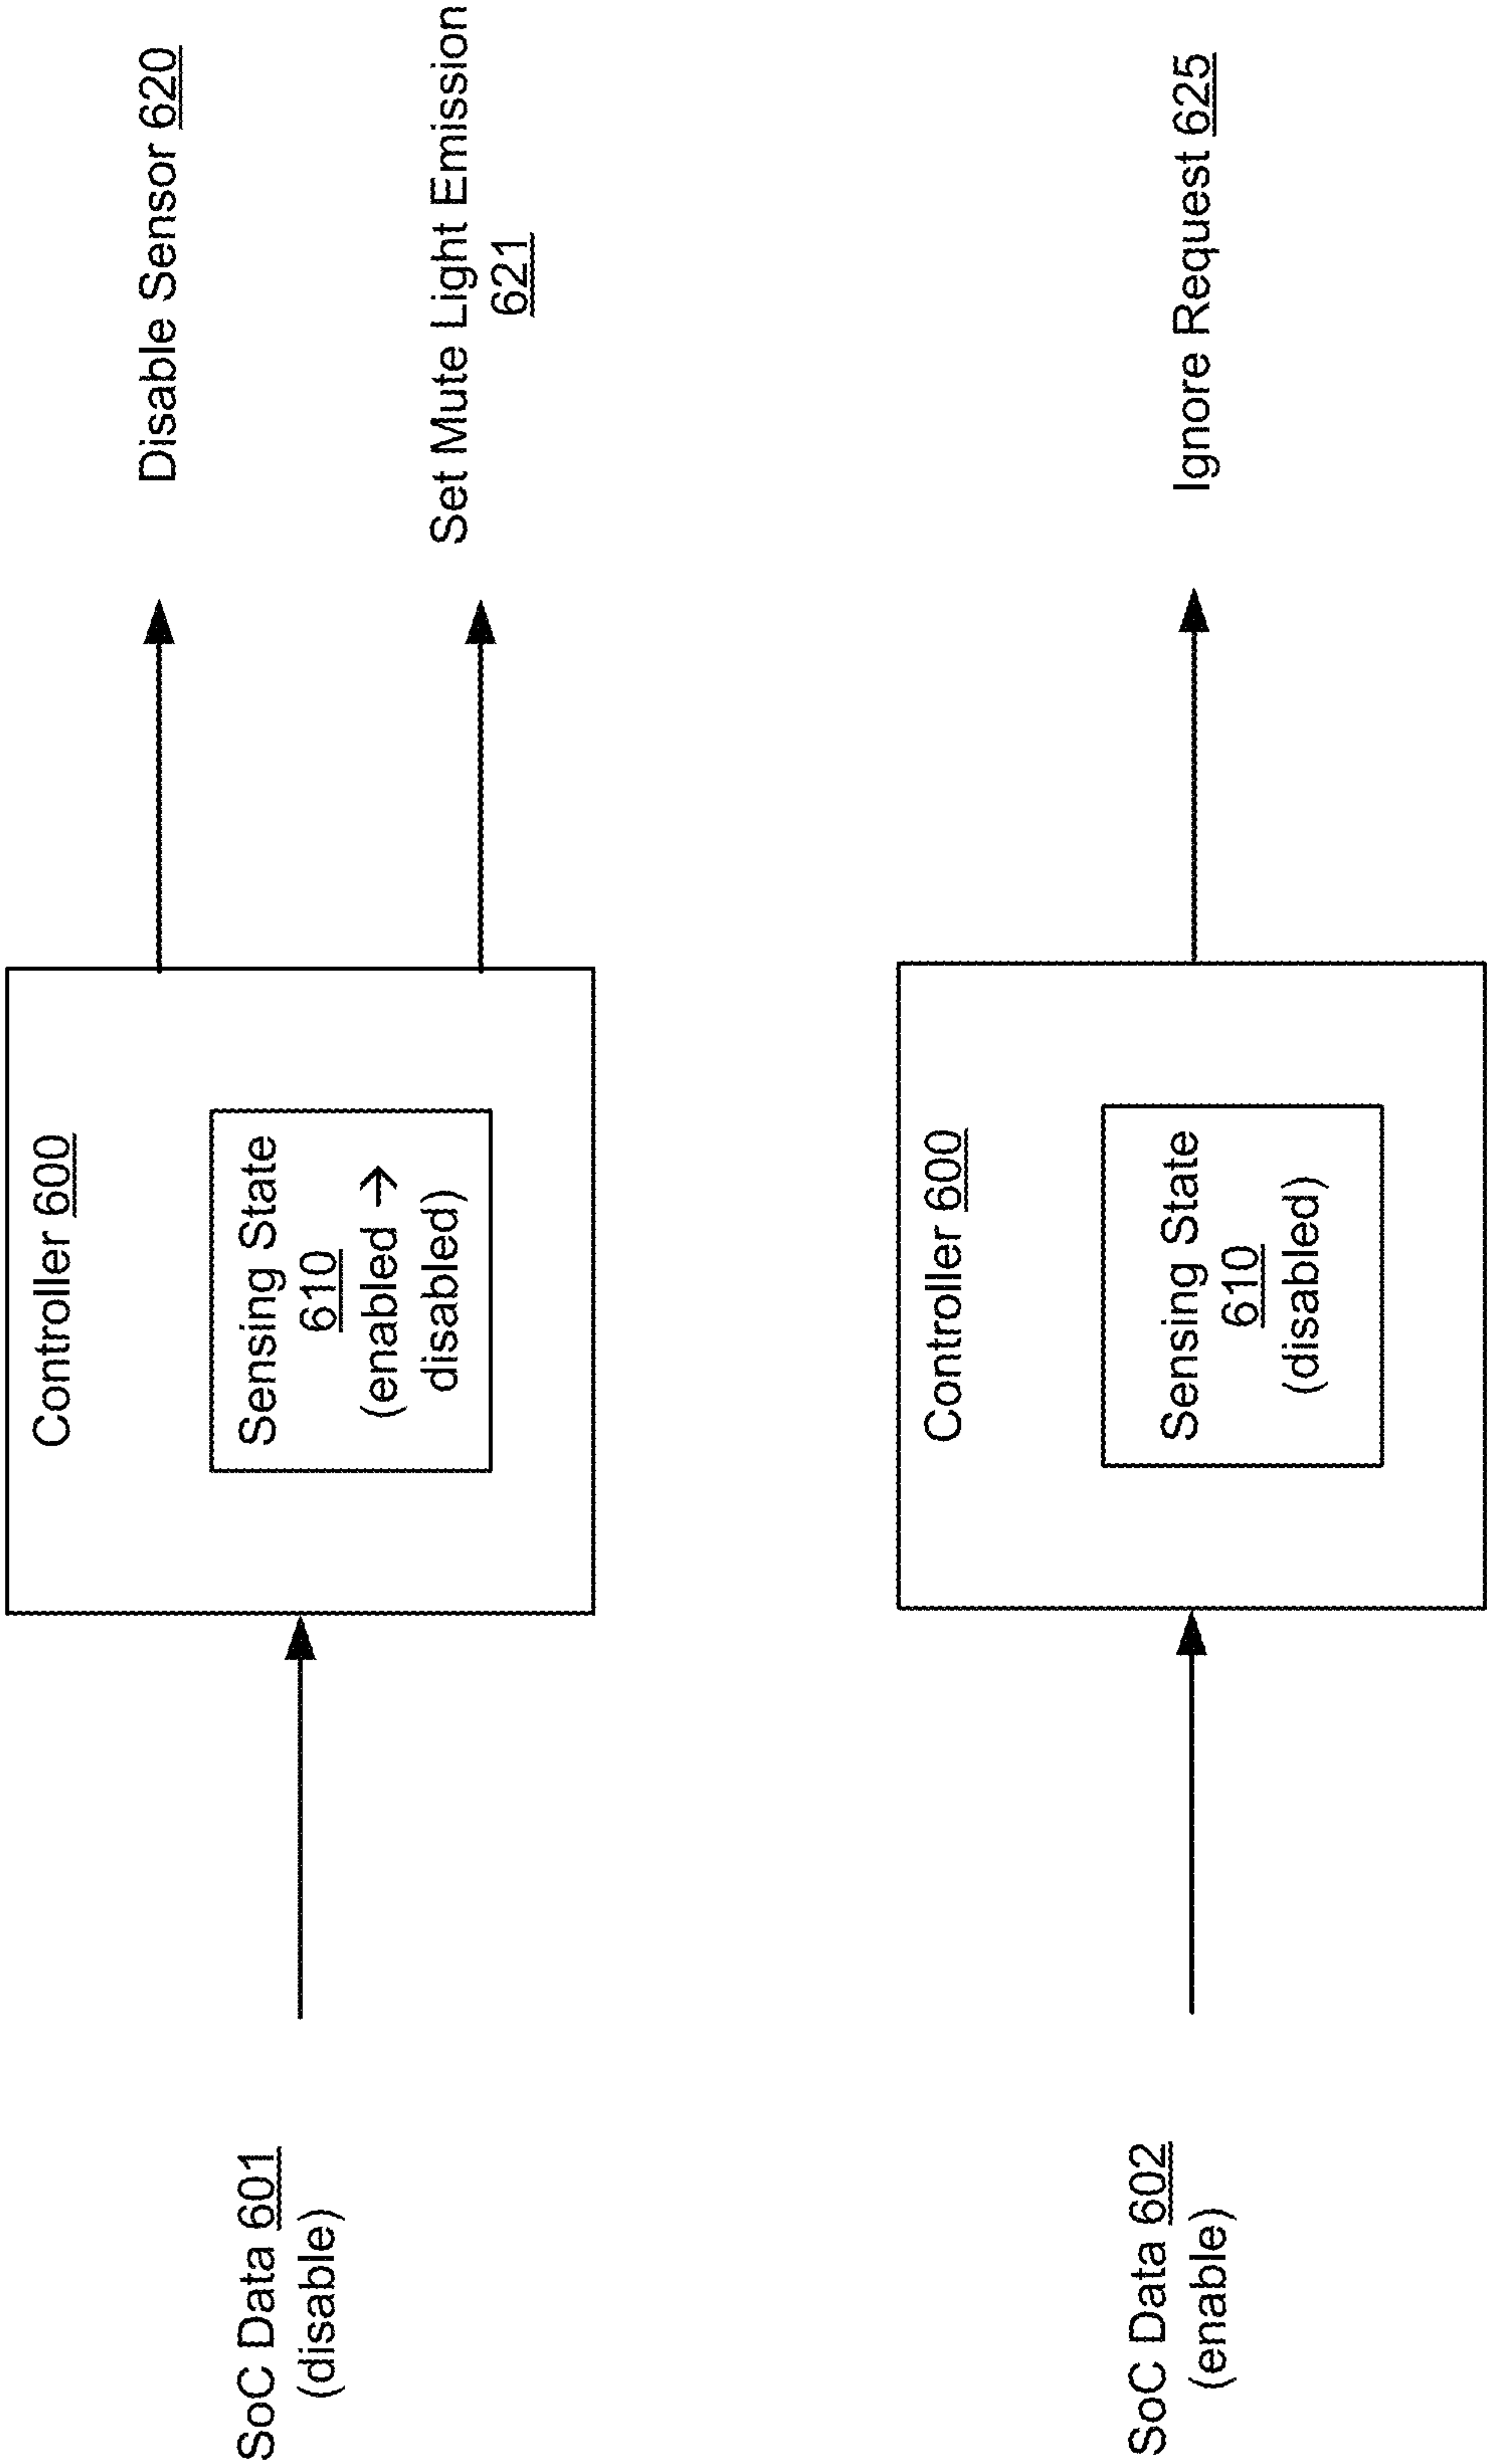 SoC Data 601
(disable)
Controller 600
Sensing State
610
(enabled →
disabled)
Disable Sensor 620
Set Mute Light Emission
621
SoC Data 602
(enable)
Controller 600
Sensing State
610
(disabled)
Ignore Request 625